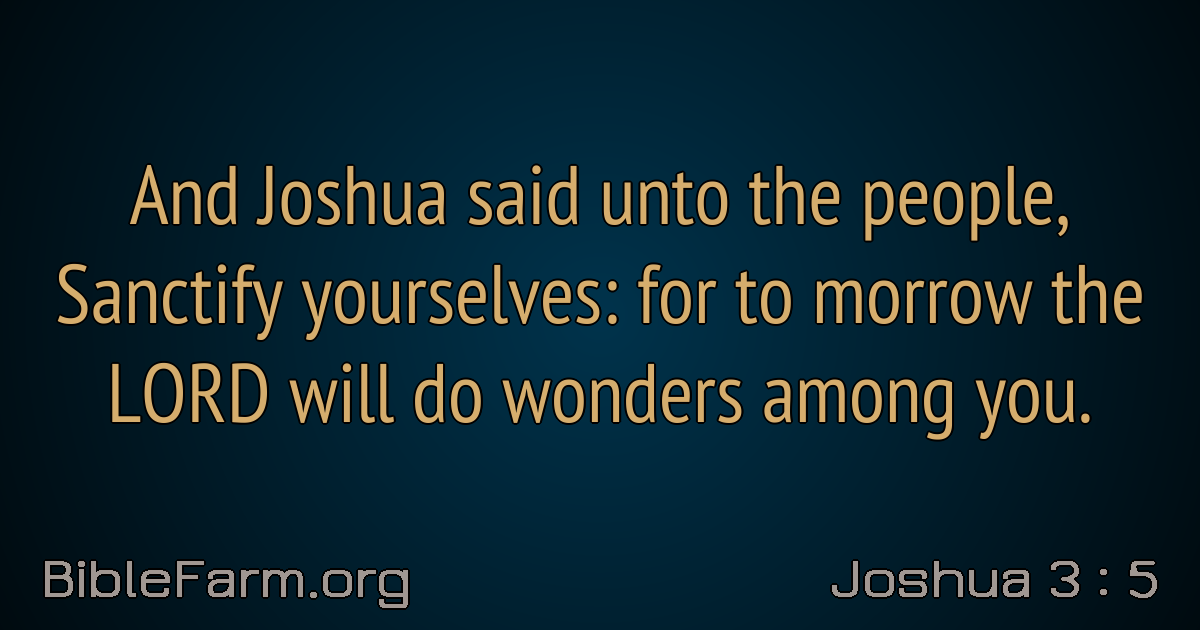 And Joshua said unto the people,
Sanctify yourselves: for to morrow the
LORD will do wonders among you.
BibleFarm.org
Joshua 3 : 5